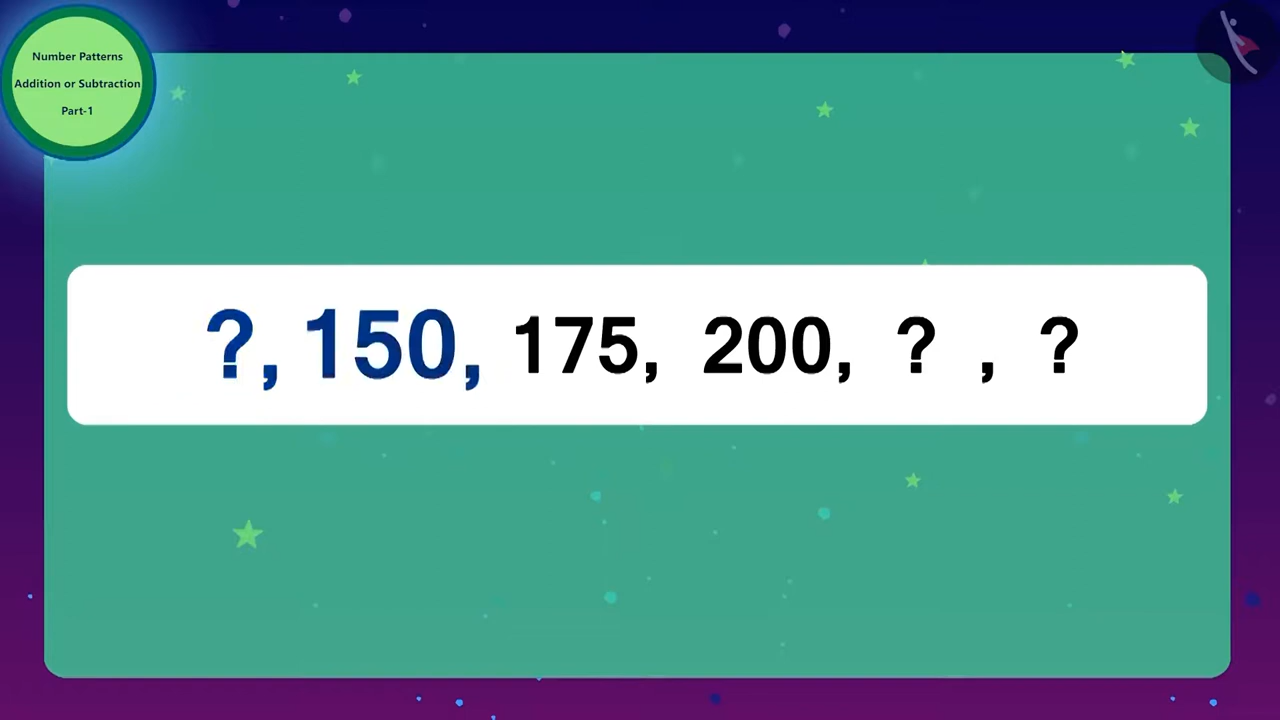 Number Patterns
Addition or Subtraction
Part-1
?, 150, 175, 200, ? , ?